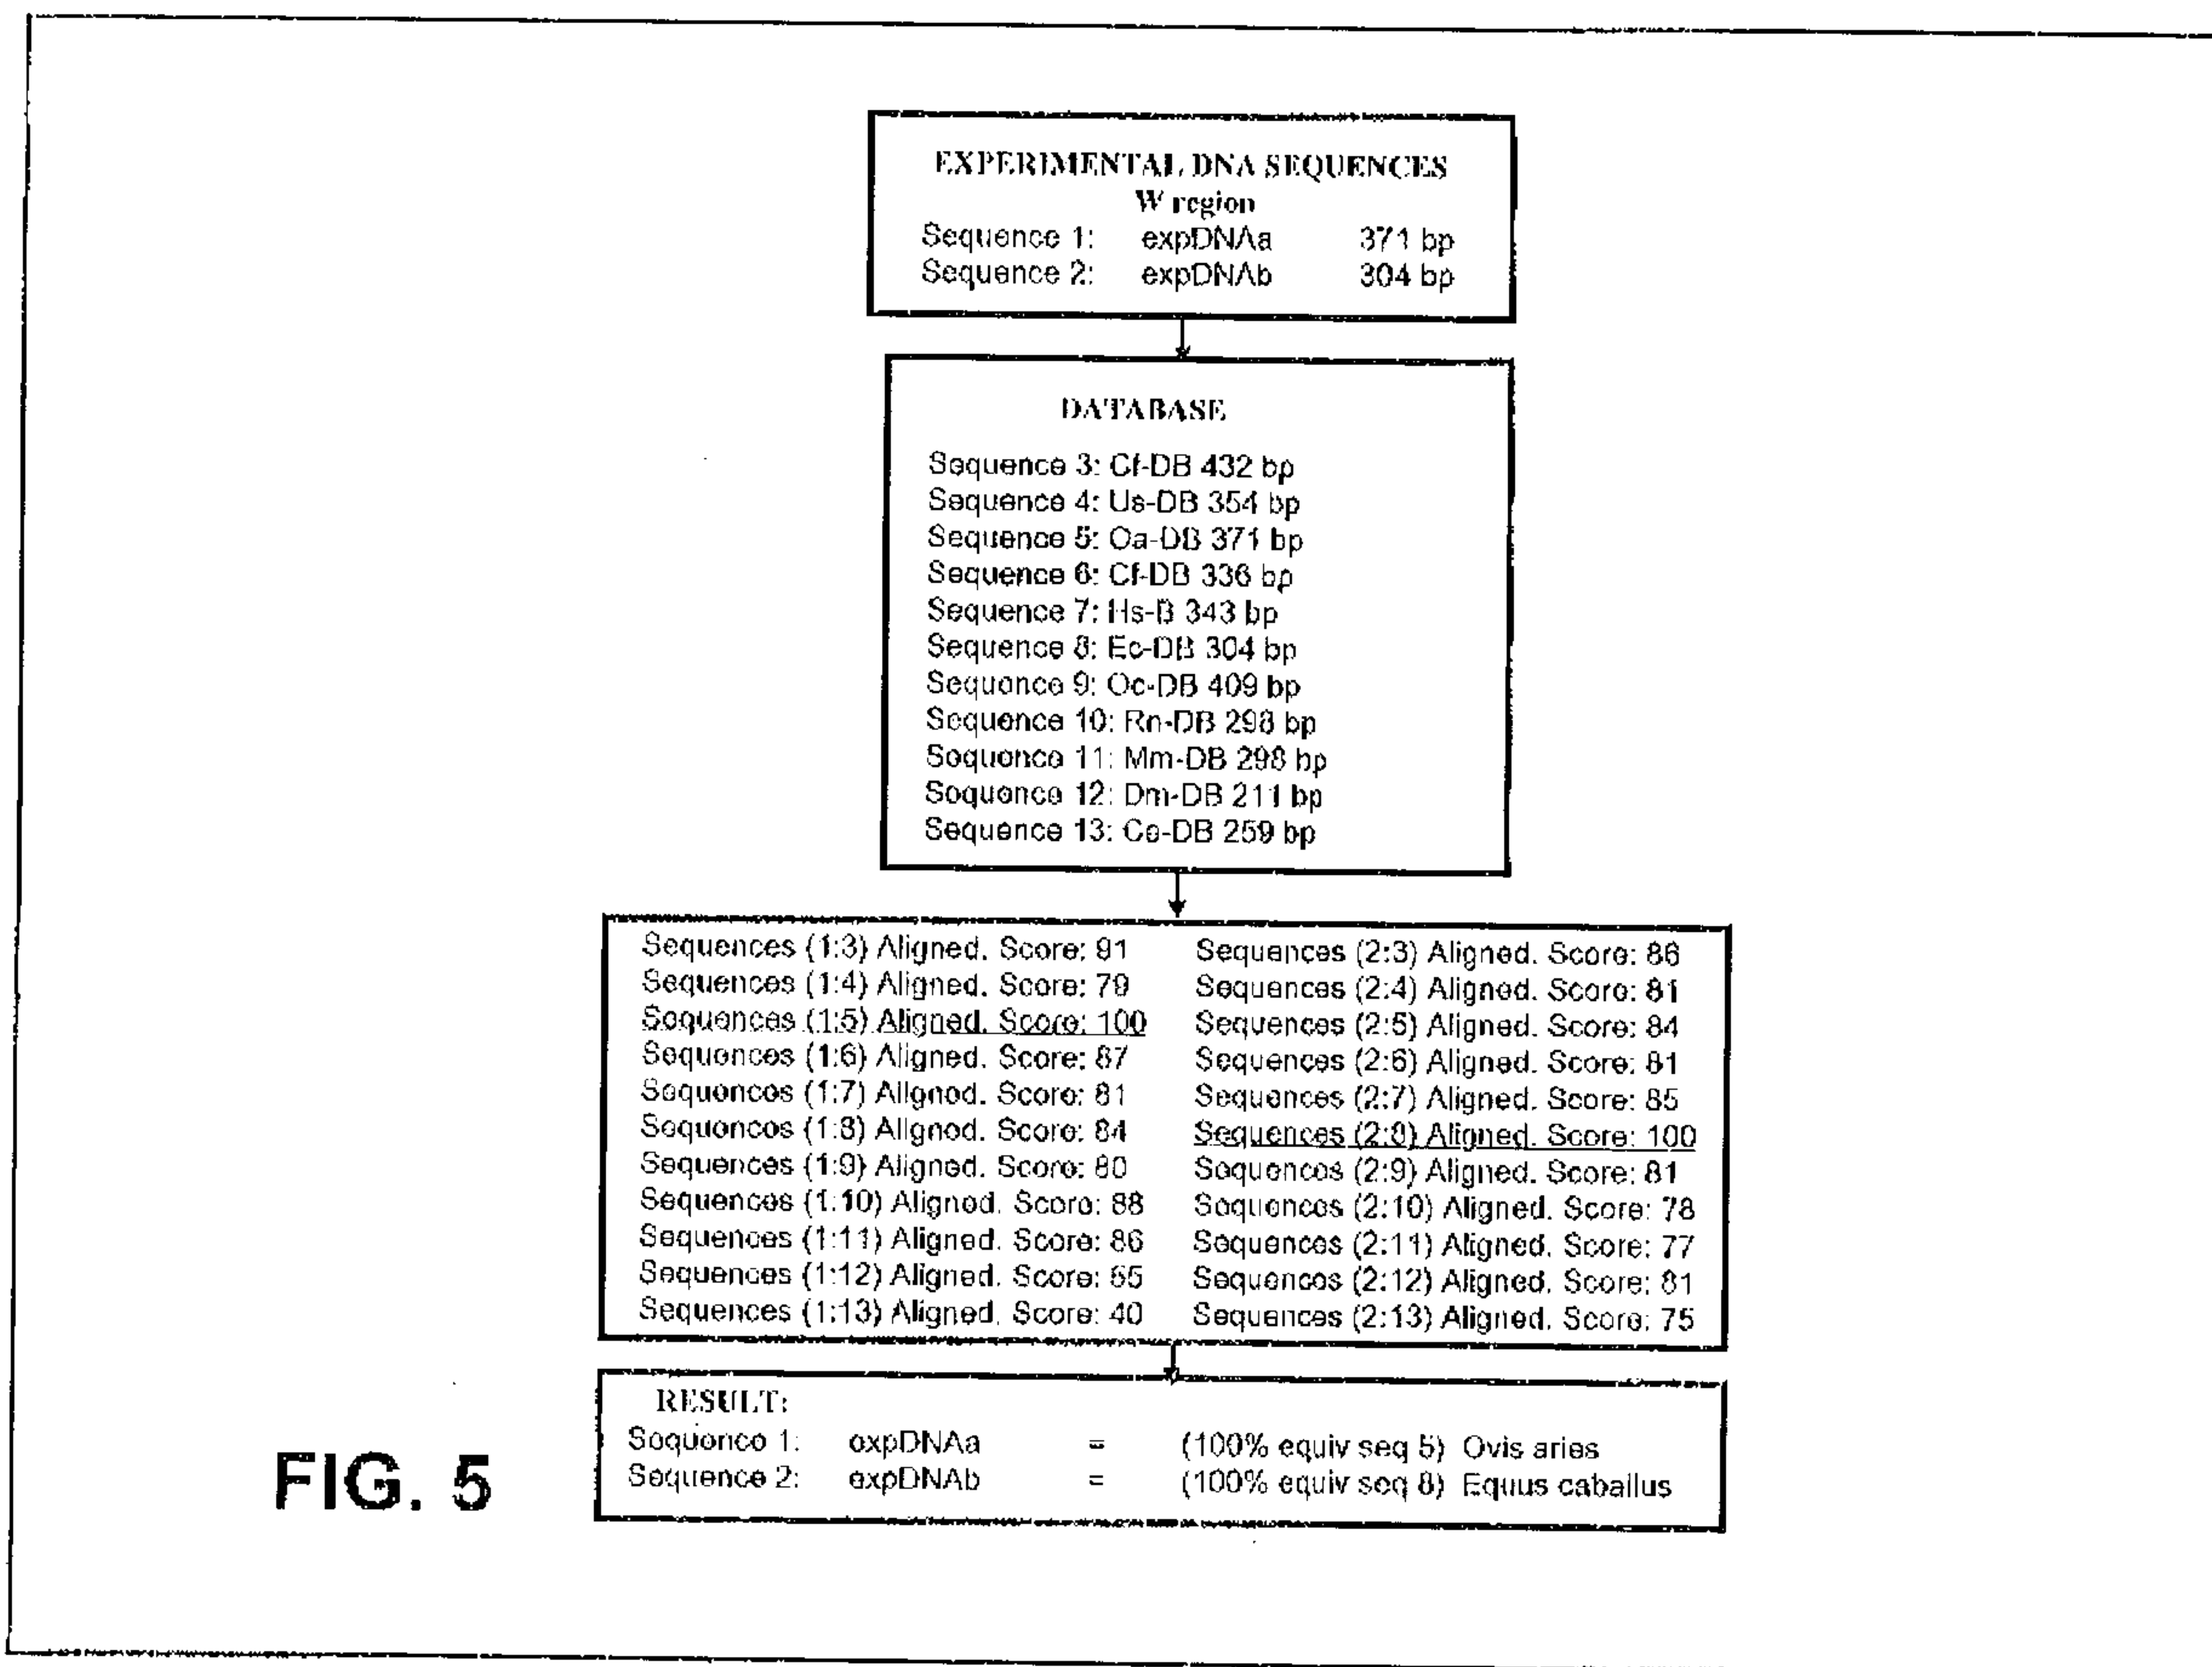 EXPERIMENTAL DNA SEQUENCES
W region
Sequence 1: expDNAa 371 bp
Sequence 2: expDNAb 304 bp
DATABASE
Sequence 3: Cf-DB 432 bp
Sequence 4: Us-DB 354 bp
Sequence 5: Oa-DB 371 bp
Sequence 6: Cf-DB 336 bp
Sequence 7: Hs-B 343 bp
Sequence 8: Ec-DB 304 bp
Sequence 9: Oc-DB 409 bp
Sequence 10: Rn-DB 298 bp
Sequence 11: Mm-DB 298 bp
Sequence 12: Dm-DB 211 bp
Sequence 13: Ce-DB 259 bp
Sequences (1:3) Aligned. Score: 91
Sequences (1:4) Aligned. Score: 79
Sequences (1:5) Aligned. Score: 100
Sequences (1:6) Aligned. Score: 87
Sequences (1:7) Aligned. Score: 81
Sequences (1:8) Aligned. Score: 84
Sequences (1:9) Aligned. Score: 80
Sequences (1:10) Aligned. Score: 88
Sequences (1:11) Aligned. Score: 86
Sequences (1:12) Aligned. Score:
Sequences (1:13) Aligned. Score: 40
Sequences (2:3) Aligned. Score: 86
Sequences (2:4) Aligned. Score: 81
Sequences (2:5) Aligned. Score: 84
Sequences (2:6) Aligned. Score: 81
Sequences (2:7) Aligned. Score: 85
Sequences (2:8) Aligned. Score: 100
Sequences (2:9) Aligned. Score: 81
Sequences (2:10) Aligned. Score: 78
Sequences (2:11) Aligned. Score: 77
Sequences (2:12) Aligned. Score: 81
Sequences (2:13) Aligned. Score: 75
RESULT:
Sequence 1: expDNAa = (100% equiv seq 5) Ovis aries
Sequence 2: expDNAb = (100% equiv seq 8) Equus caballus
FIG. 5